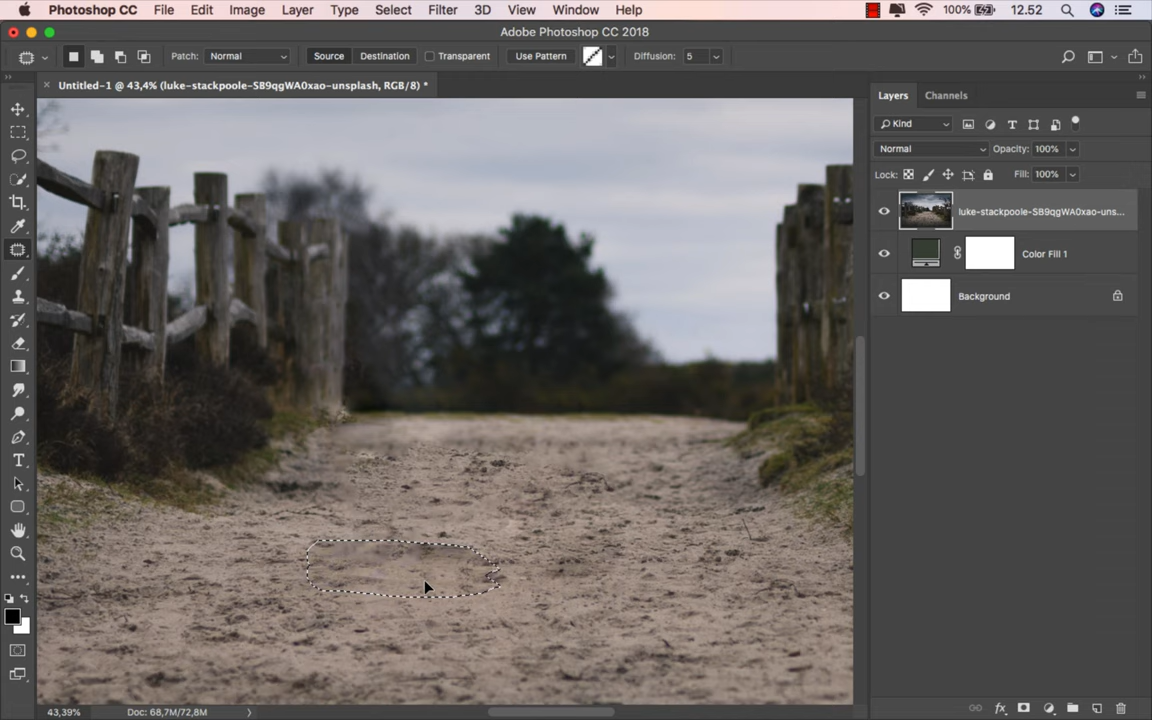 Photoshop CC File Edit Image Layer Type Select Filter 3D View Window Help 100% 12.52
Adobe Photoshop CC 2018
Patch: Normal Source Destination Transparent Use Pattern Diffusion: 5
Untitled-1 @ 43,4% (luke-stackpoole-SB9qgWA0xao-unsplash, RGB/8) *
Layers Channels
Kind
Normal Opacity: 100%
Lock: Fill: 100%
luke-stackpoole-SB9qgWA0xao-uns...
Color Fill 1
Background
43,39% Doc: 68,7M/72,8M